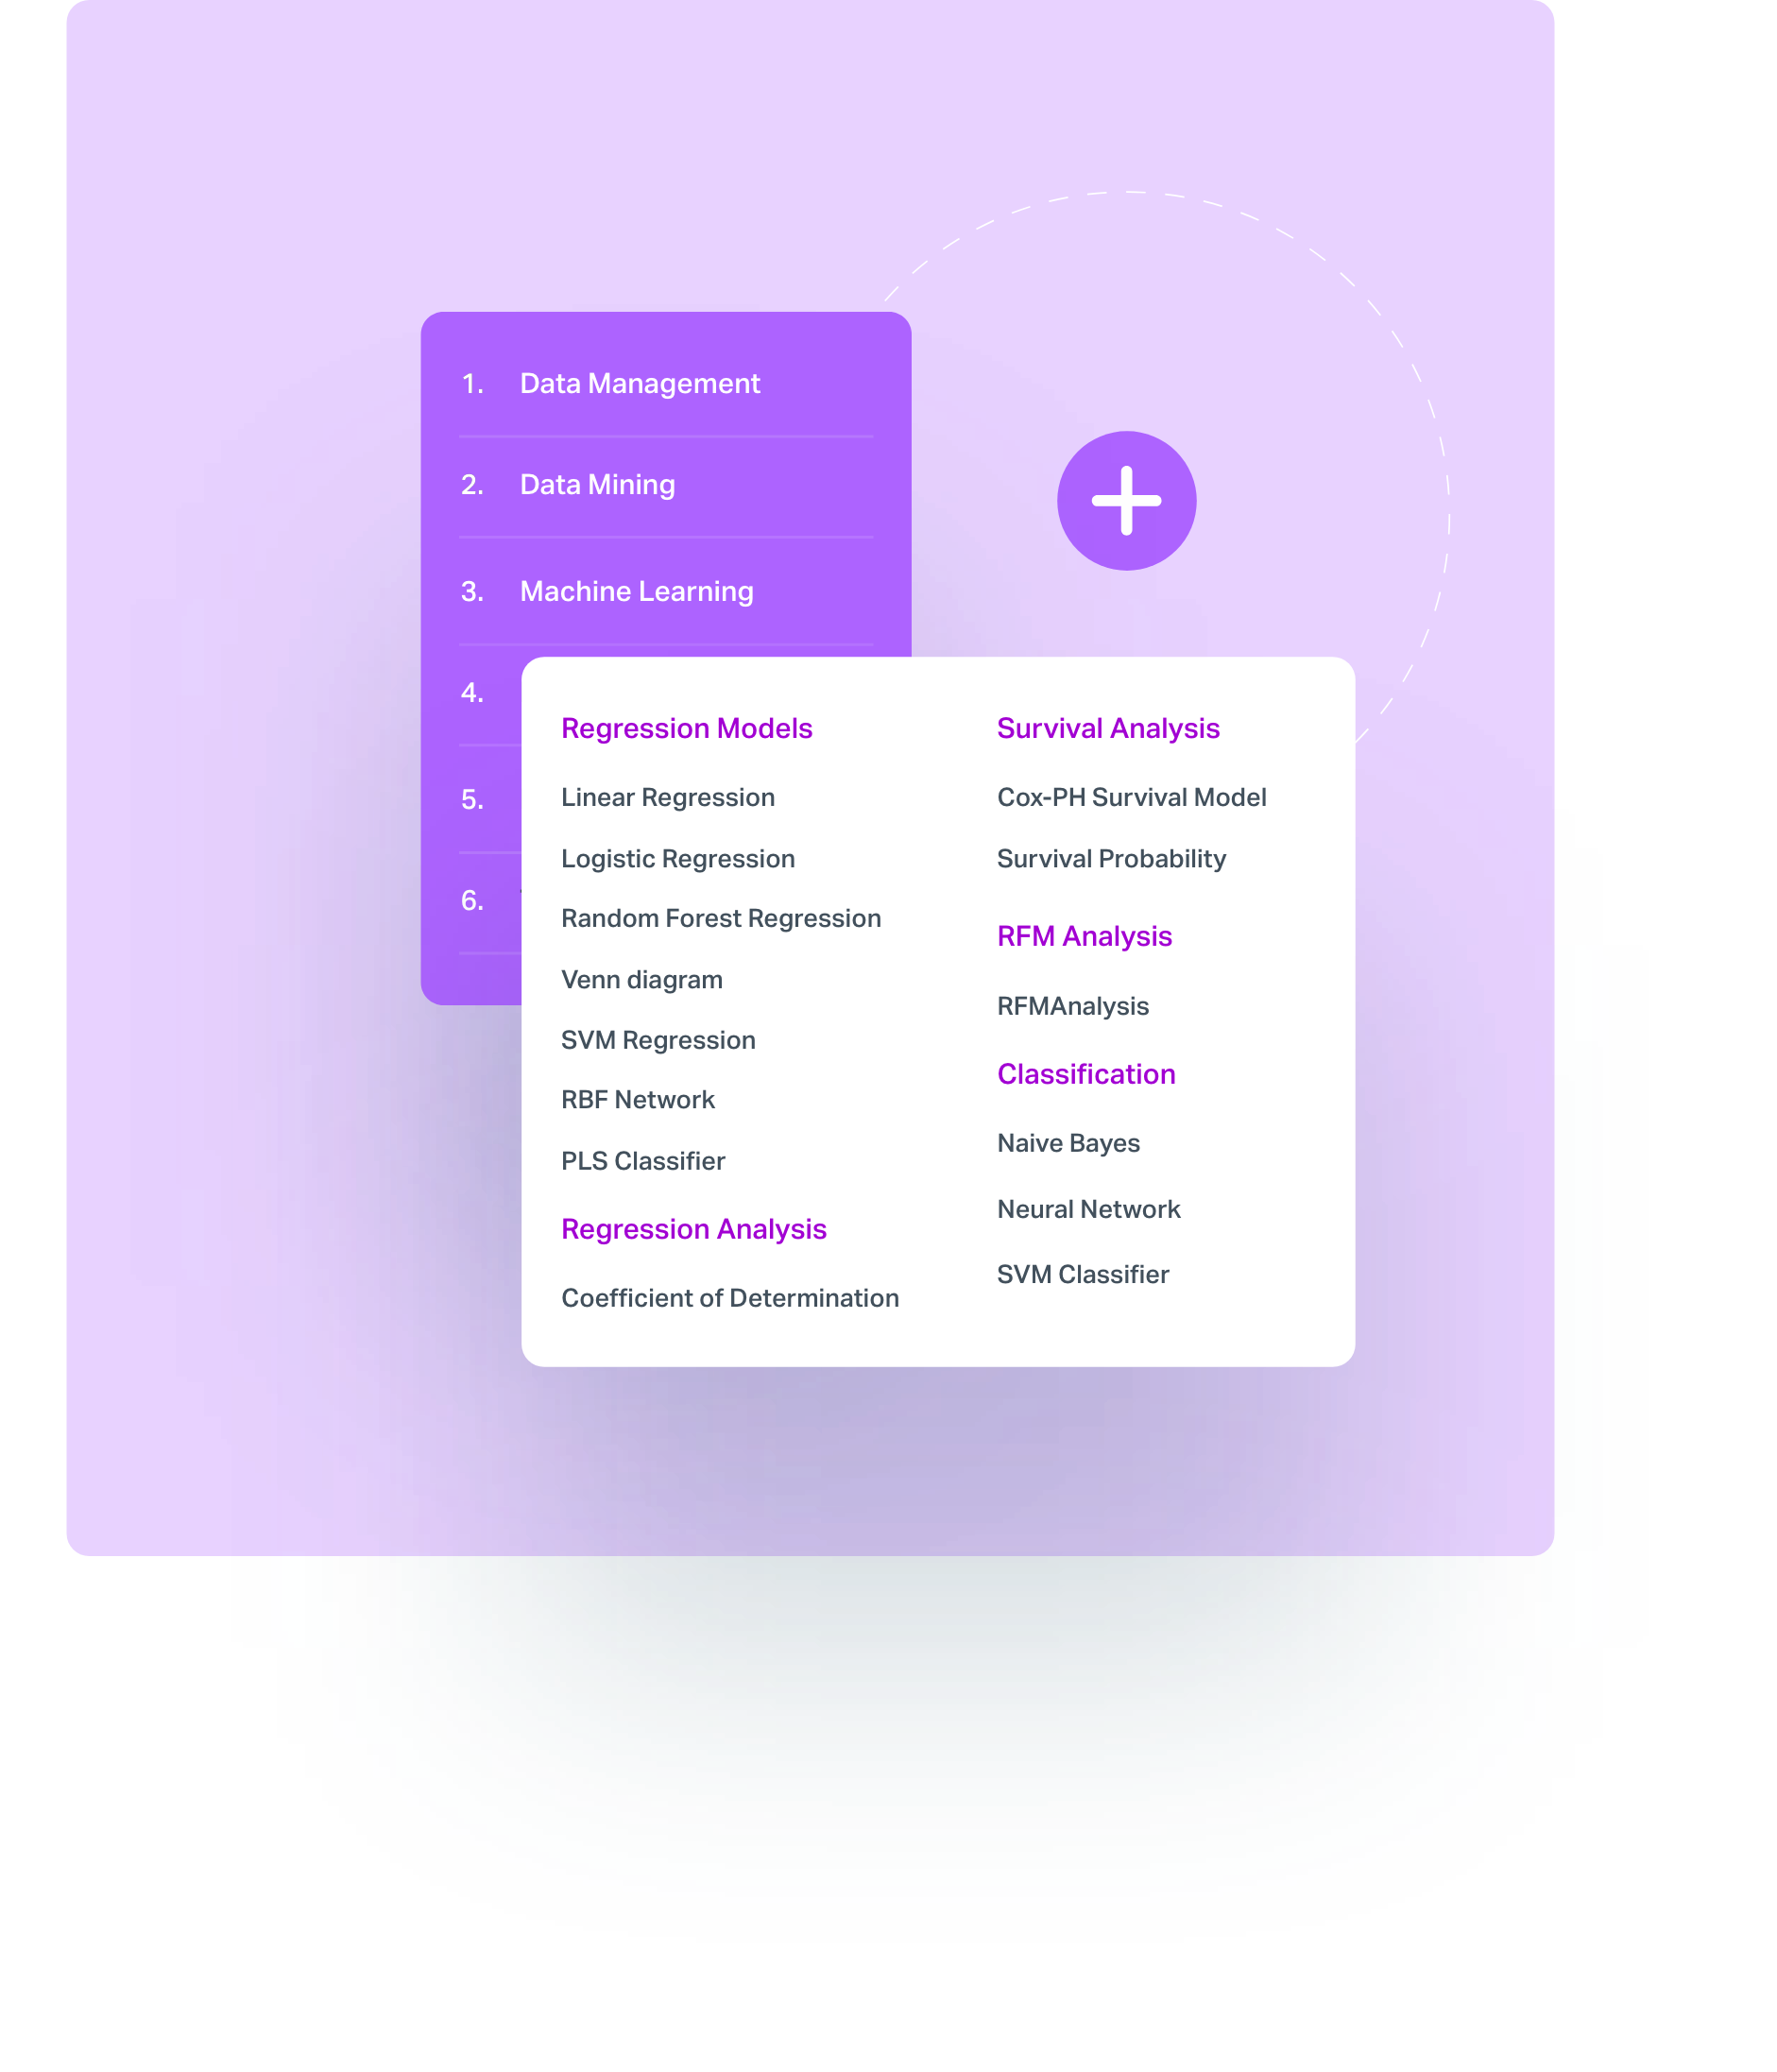 1. Data Management
2. Data Mining
3. Machine Learning
4.
5.
6.
Regression Models
Linear Regression
Logistic Regression
Random Forest Regression
Venn diagram
SVM Regression
RBF Network
PLS Classifier
Regression Analysis
Coefficient of Determination
Survival Analysis
Cox-PH Survival Model
Survival Probability
RFM Analysis
RFMAnalysis
Classification
Naive Bayes
Neural Network
SVM Classifier